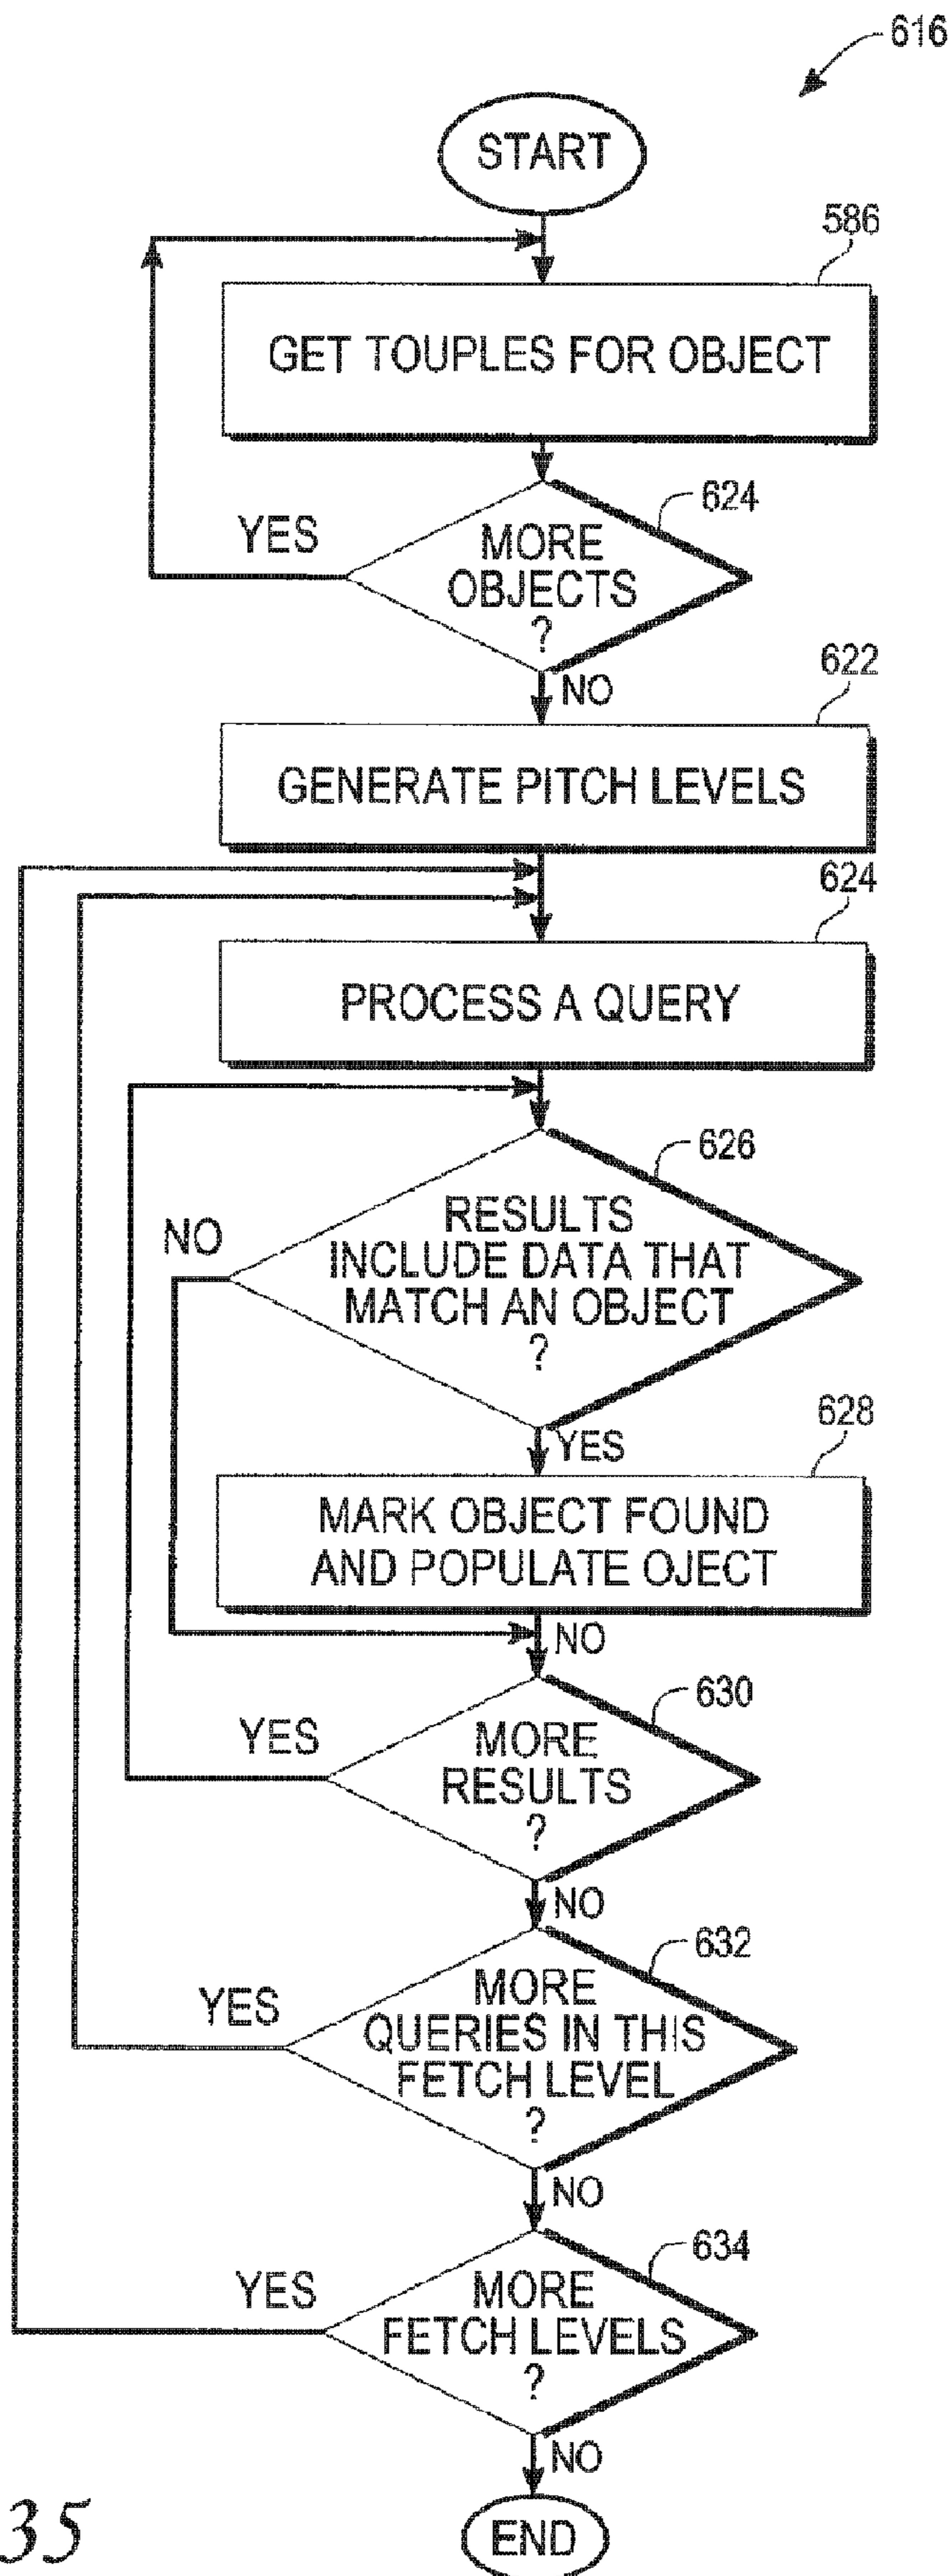 616
START
586
GET TOUPLES FOR OBJECT
624
YES
MORE
OBJECTS
?
NO
622
GENERATE PITCH LEVELS
624
PROCESS A QUERY
626
NO
RESULTS
INCLUDE DATA THAT
MATCH AN OBJECT
?
YES
628
MARK OBJECT FOUND
AND POPULATE OJECT
NO
630
YES
MORE
RESULTS
?
NO
632
YES
MORE
QUERIES IN THIS
FETCH LEVEL
?
NO
634
YES
MORE
FETCH LEVELS
?
NO
END
35